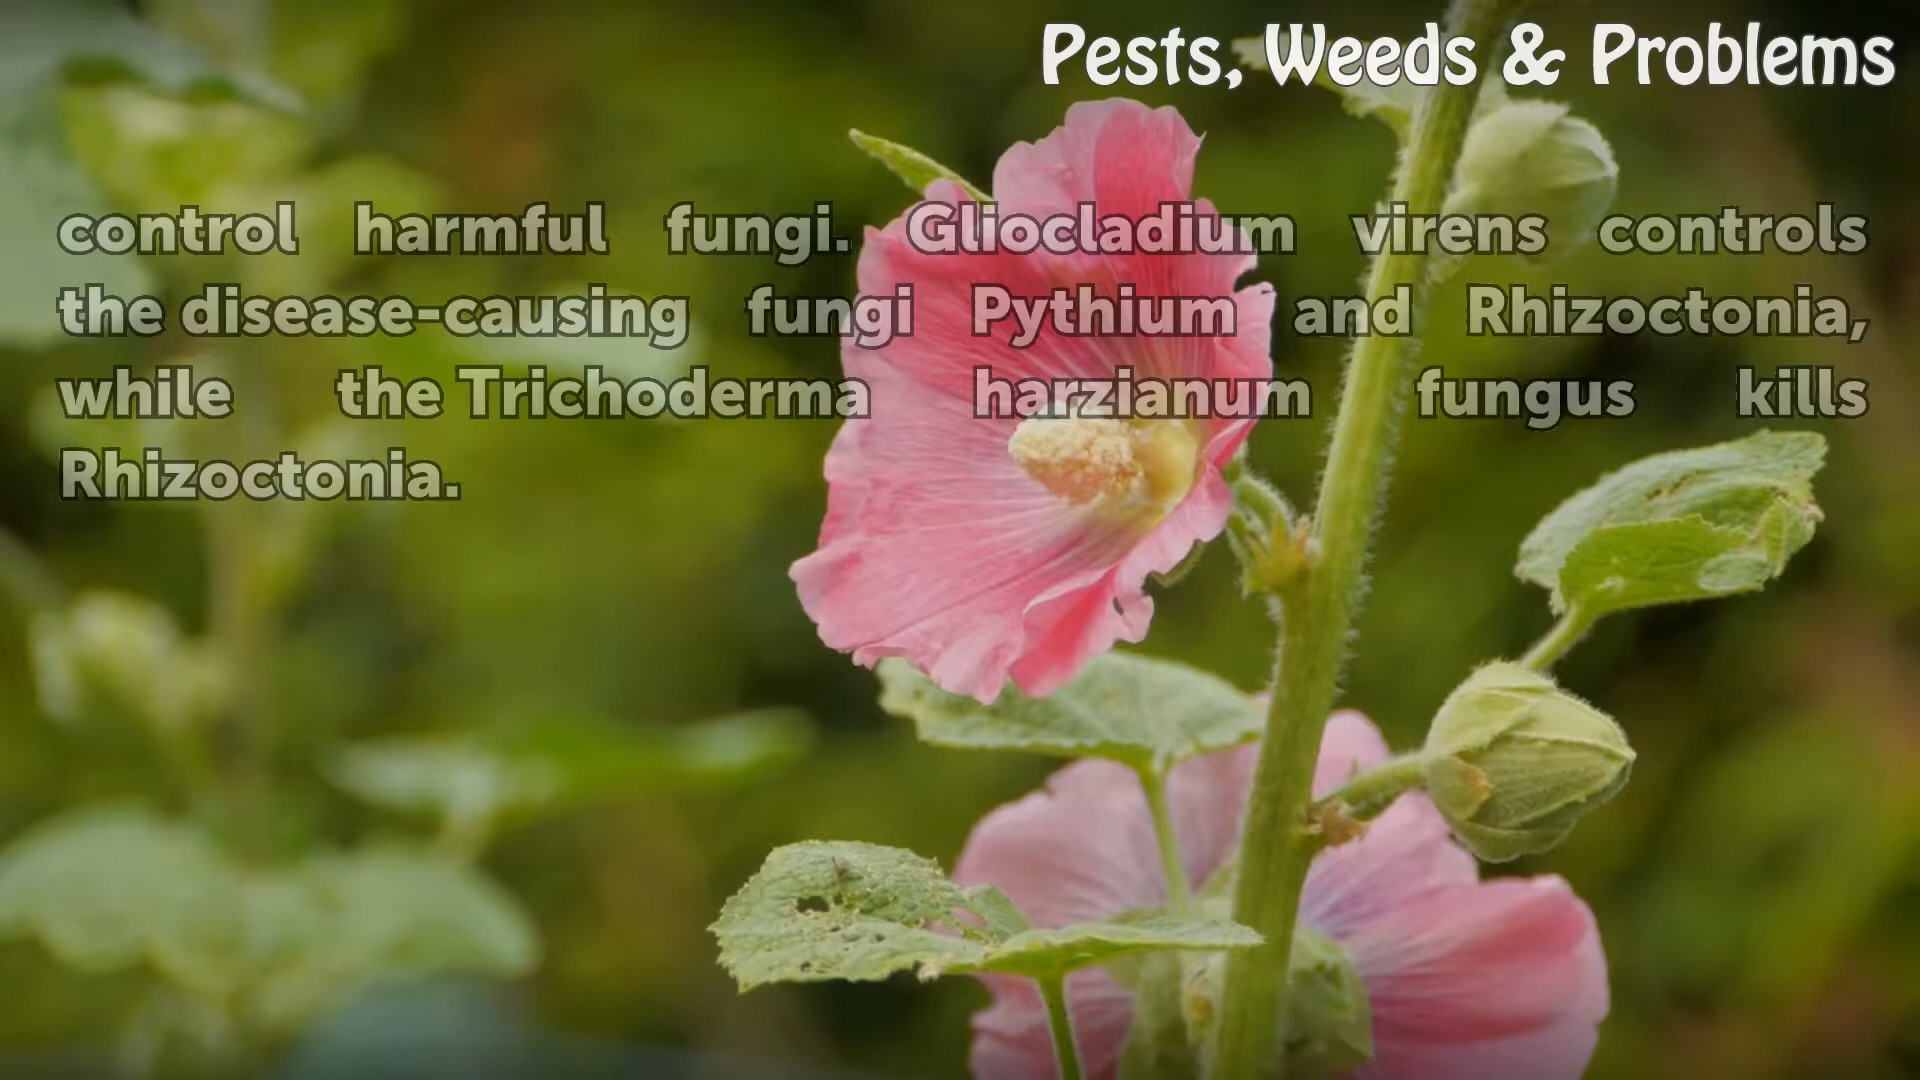 Pests, Weeds & Problems
control harmful fungi. Gliocladium virens controls
the disease-causing fungi Pythium and Rhizoctonia,
while the Trichoderma harzianum fungus kills
Rhizoctonia.